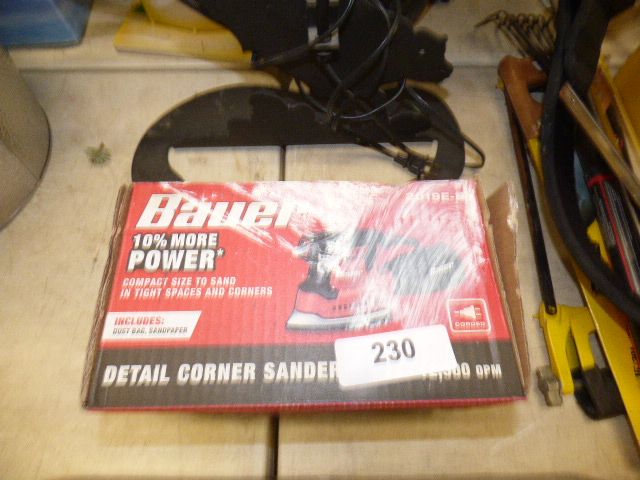 Bauer
10% MORE
POWER*
COMPACT SIZE TO SAND
IN TIGHT SPACES AND CORNERS
INCLUDES:
DUST BAG, SANDPAPER
CORDED
DETAIL CORNER SANDER
230
OPM